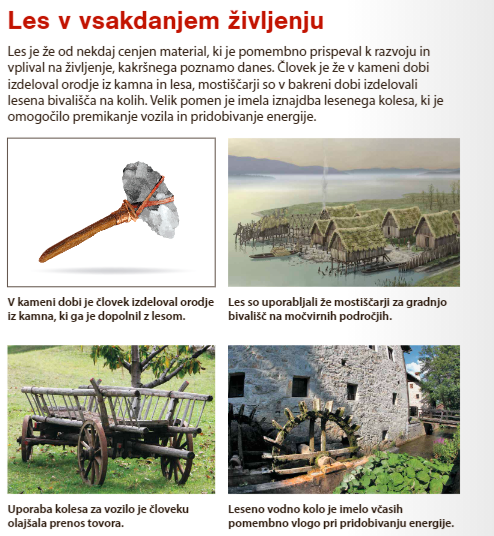 Les v vsakdanjem življenju
Les je že od nekdaj cenjen material, ki je pomembno prispeval k razvoju in
vplival na življenje, kakršnega poznamo danes. Človek je že v kameni dobi
izdeloval orodje iz kamna in lesa, mostiščarji so v bakreni dobi izdelovali
lesena bivališča na kolih. Velik pomen je imela iznajdba lesenega kolesa, ki je
omogočilo premikanje vozila in pridobivanje energije.
V kameni dobi je človek izdeloval orodje
iz kamna, ki ga je dopolnil z lesom.
Les so uporabljali že mostiščarji za gradnjo
bivališč na močvirnih področjih.
Uporaba kolesa za vozilo je človeku
olajšala prenos tovora.
Leseno vodno kolo je imelo včasih
pomembno vlogo pri pridobivanju energije.